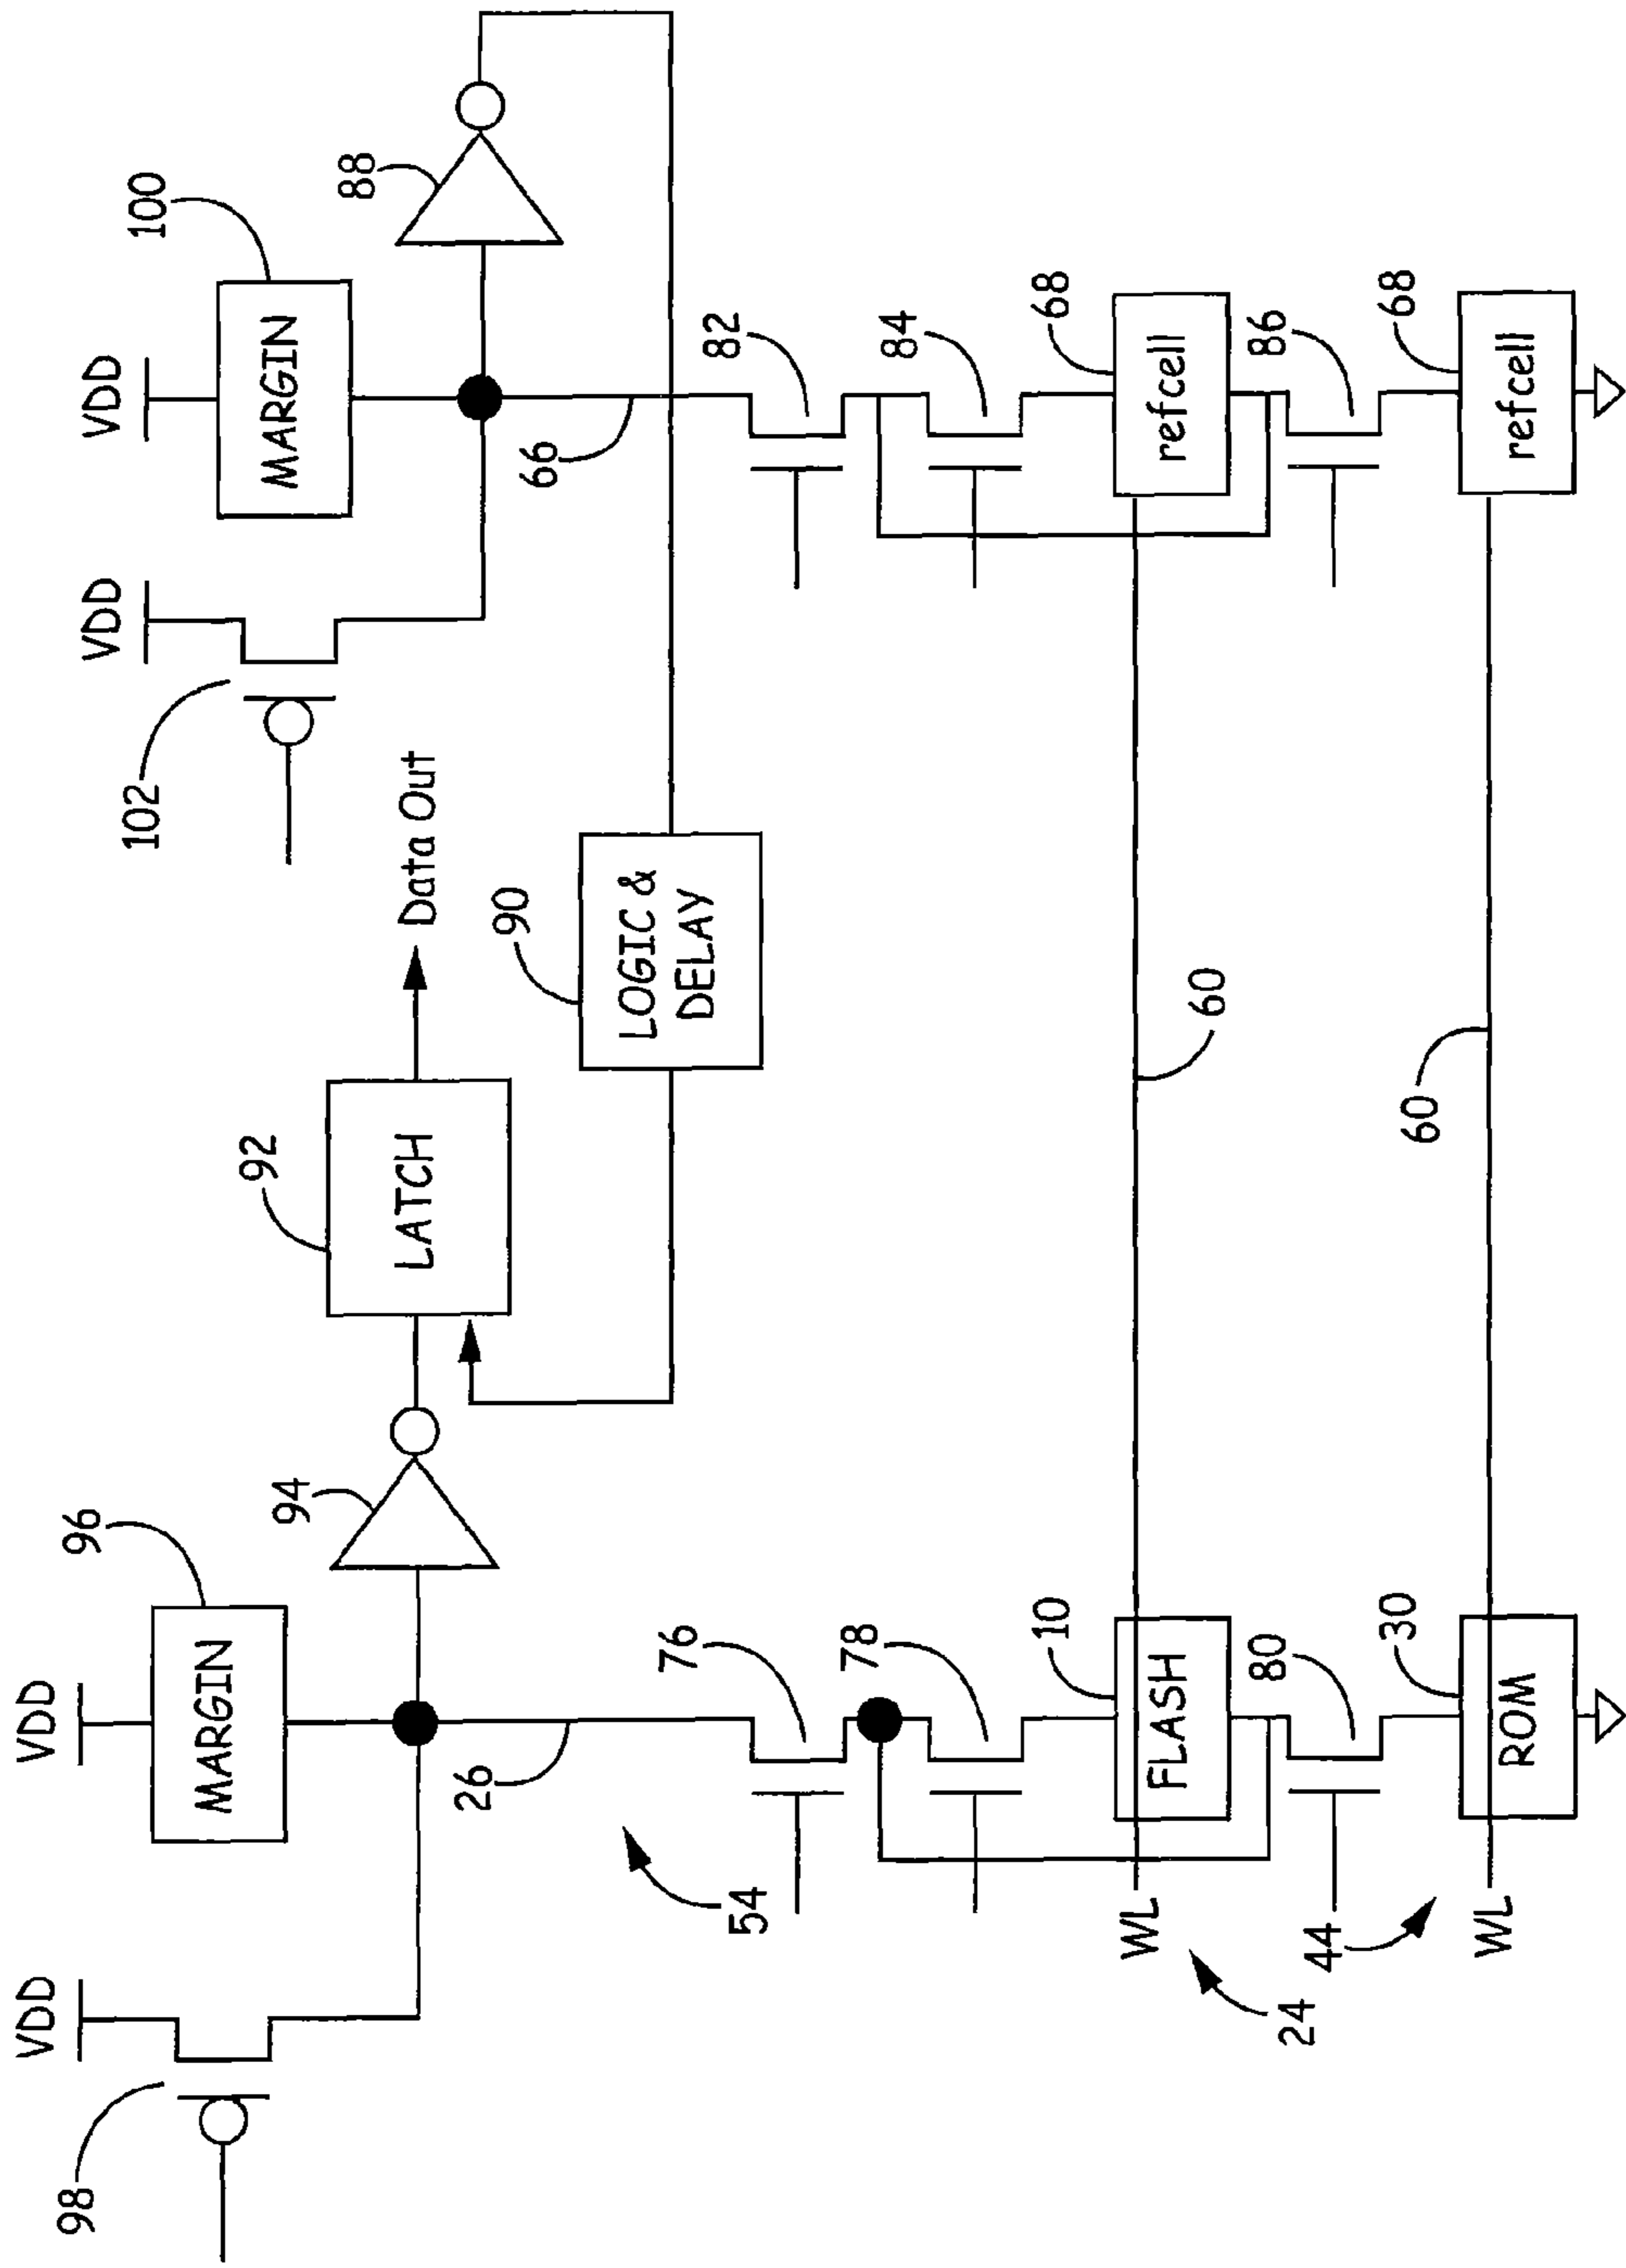 VDD
VDD
VDD
VDD
98
96
MARGIN
94
92
LATCH
Data Out
102
100
MARGIN
88
26
54
90
LOGIC &
DELAY
66
76
78
82
84
WL
10
FLASH
60
68
refcell
24
44
80
86
WL
30
ROM
60
68
refcell